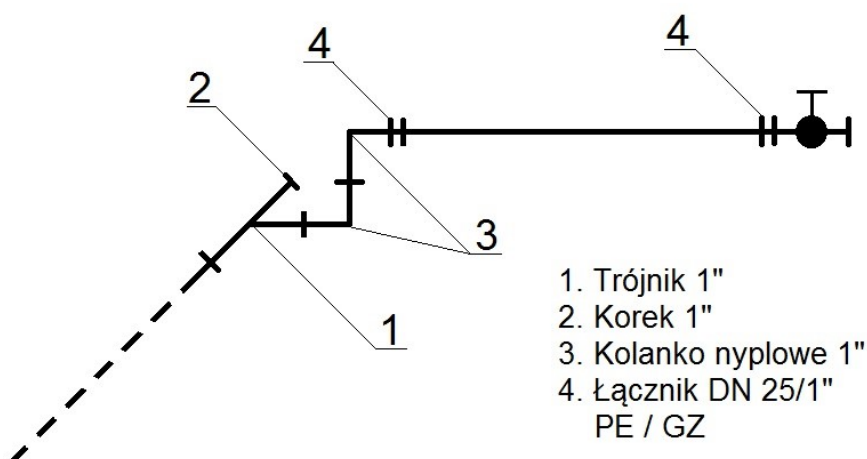 4
4
2
3
1
1. Trójnik 1"
2. Korek 1"
3. Kolanko nyplowe 1"
4. Łącznik DN 25/1"
PE / GZ